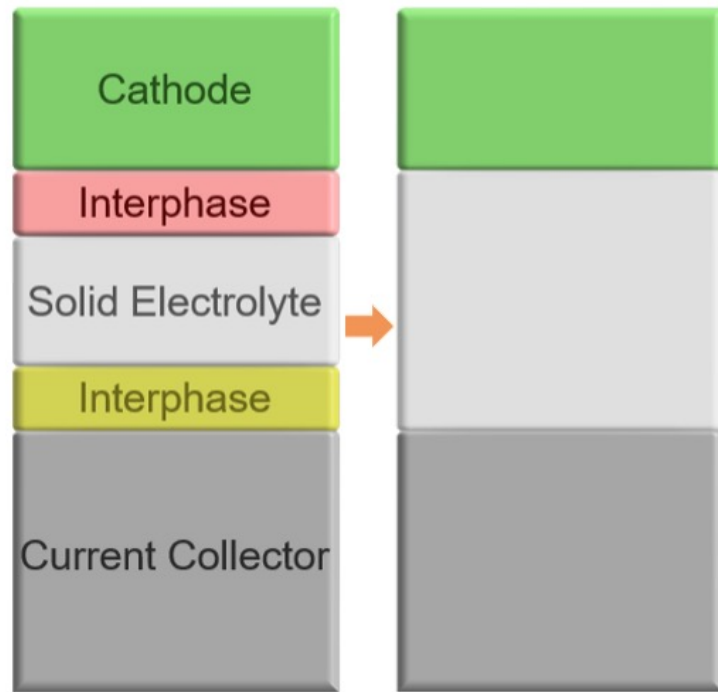 Cathode
Interphase
Solid Electrolyte
Interphase
Current Collector